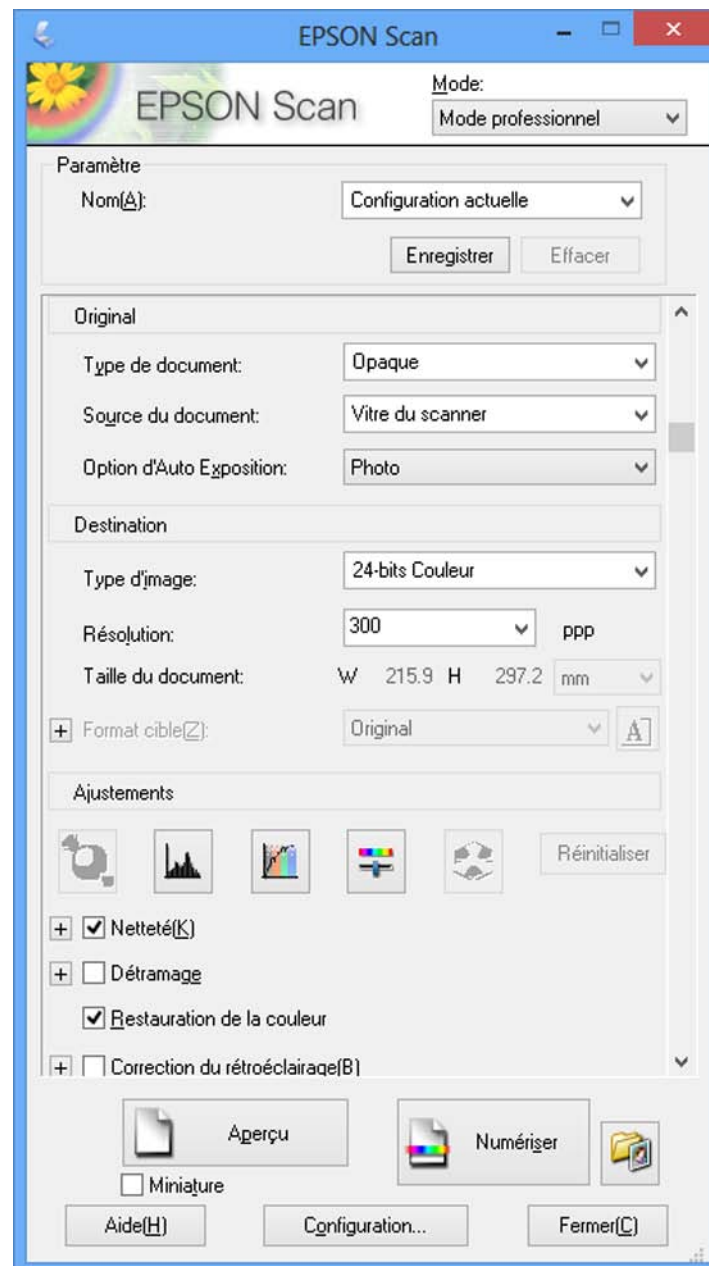 EPSON Scan
EPSON Scan
Mode:
Mode professionnel
Paramètre
Nom(A):
Configuration actuelle
Enregistrer
Effacer
Original
Type de document:
Opaque
Source du document:
Vitre du scanner
Option d'Auto Exposition:
Photo
Destination
Type d'image:
24-bits Couleur
Résolution:
300
ppp
Taille du document:
W 215.9 H 297.2 mm
Format cible(Z):
Original
A
Ajustements
Réinitialiser
Netteté(K)
Détramage
Restauration de la couleur
Correction du rétroéclairage(B)
Aperçu
Numériser
Miniature
Aide(H)
Configuration...
Fermer(C)